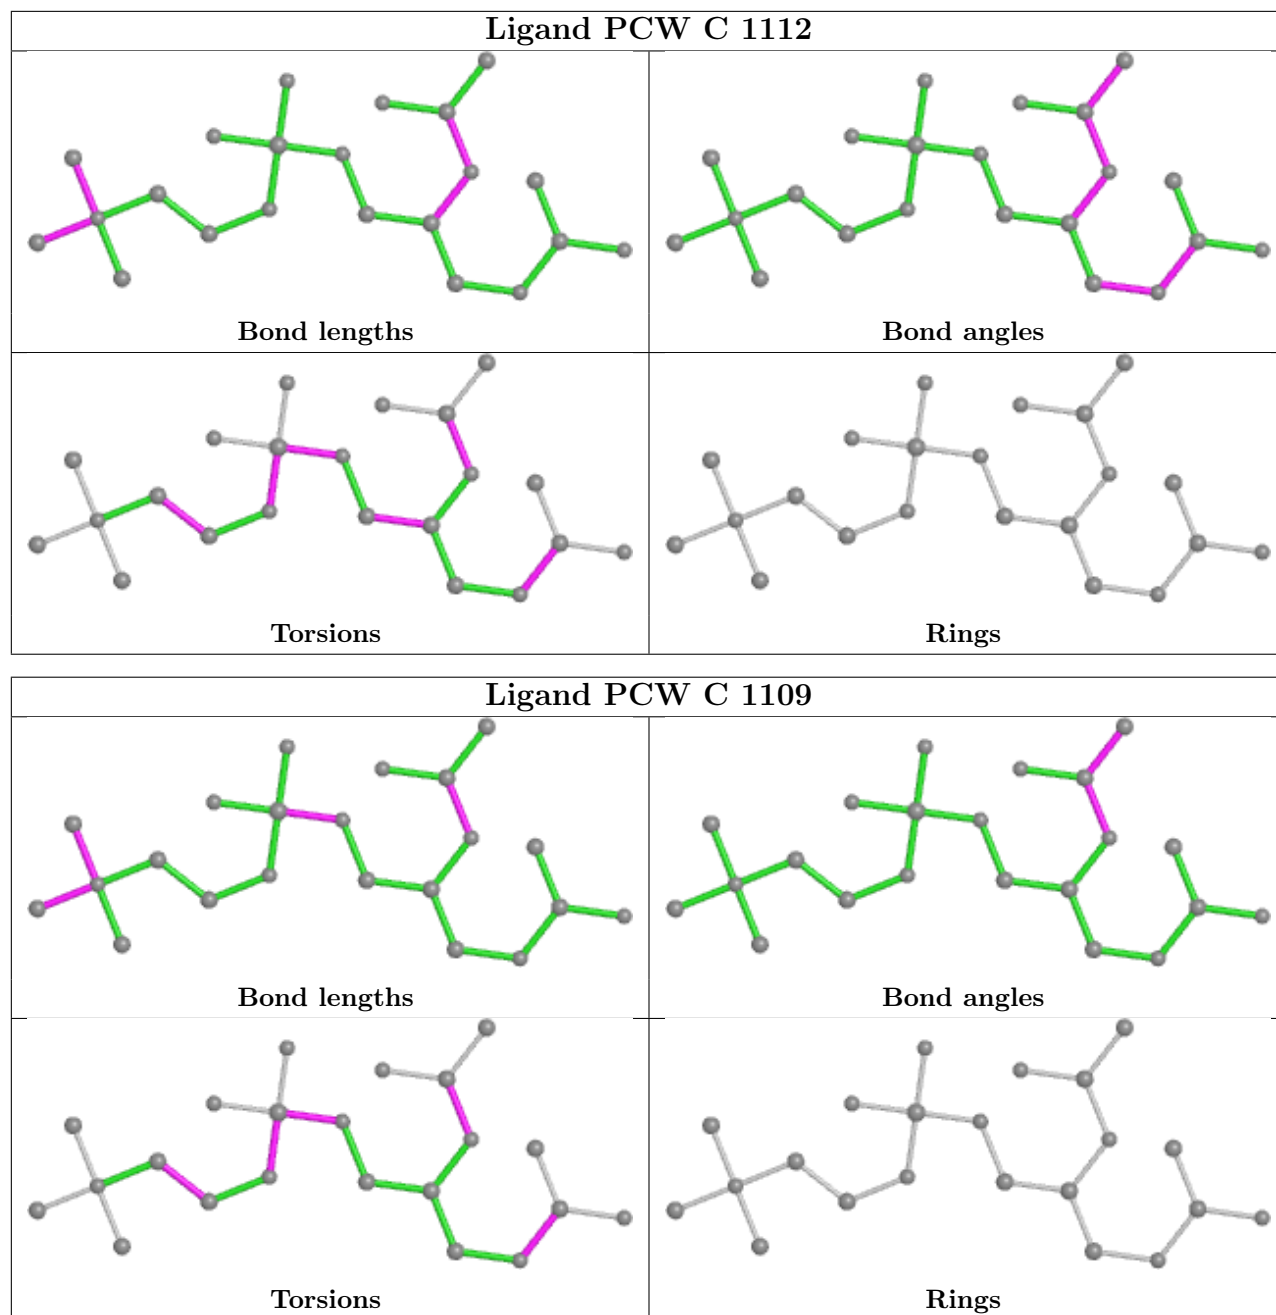 Ligand PCW C 1112
Bond lengths
Bond angles
Torsions
Rings
Ligand PCW C 1109
Bond lengths
Bond angles
Torsions
Rings